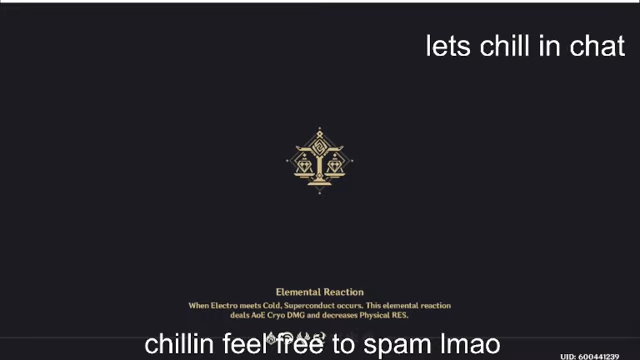 lets chill in chat
Elemental Reaction
When Electro meets Cold, Superconduct occurs. This elemental reaction
deals AoE Cryo DMG and decreases Physical RES.
chillin feel free to spam lmao
UID: 600441239